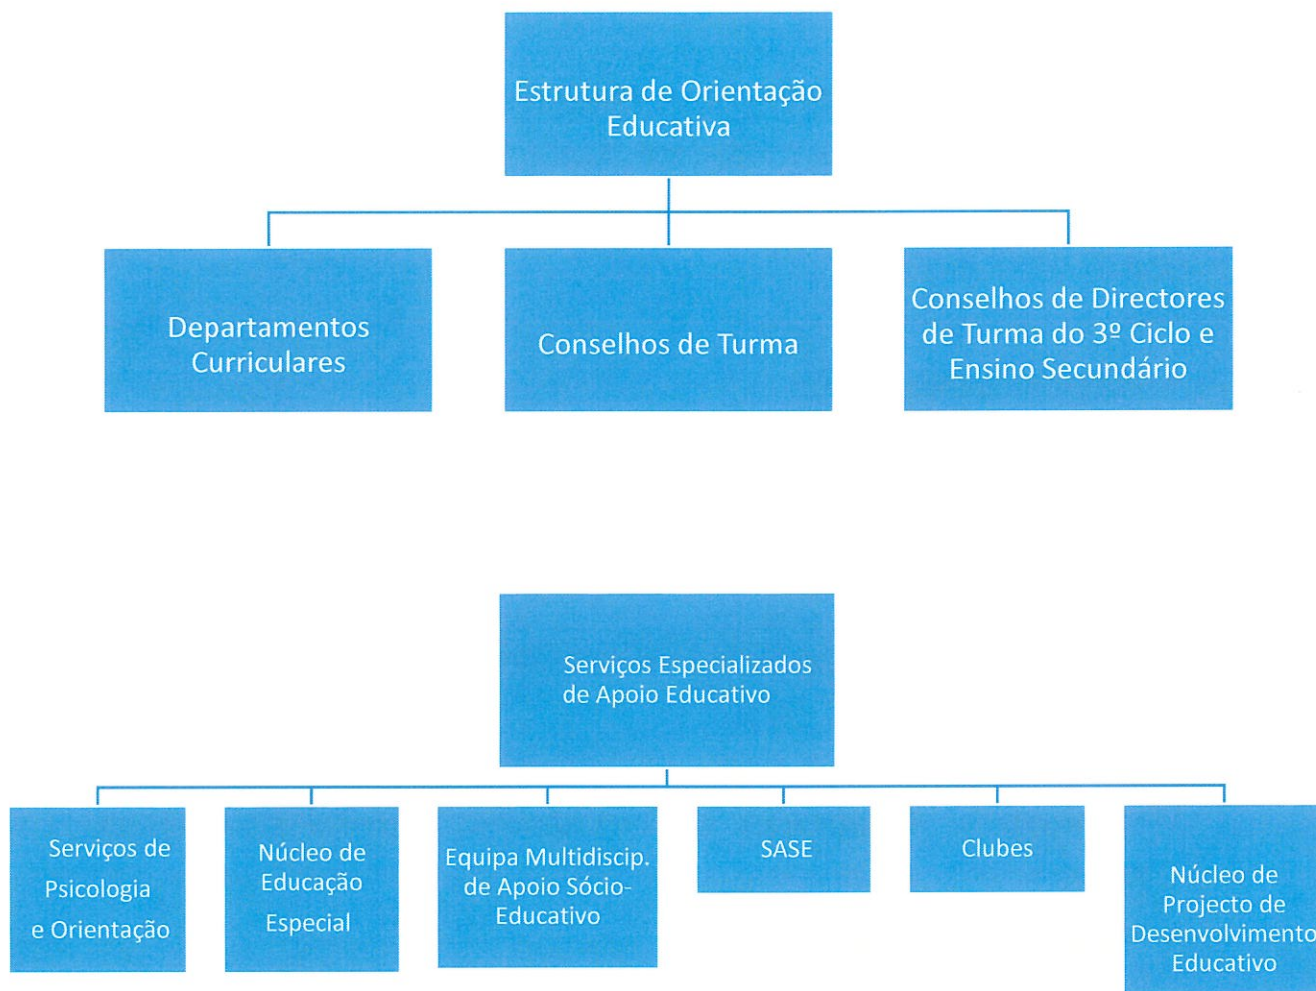 Estrutura de Orientação
Educativa
Departamentos
Curriculares
Conselhos de Turma
Conselhos de Directores
de Turma do 3º Ciclo e
Ensino Secundário
Serviços Especializados
de Apoio Educativo
Serviços de
Psicologia
e Orientação
Núcleo de
Educação
Especial
Equipa Multidiscip.
de Apoio Sócio-
Educativo
SASE
Clubes
Núcleo de
Projecto de
Desenvolvimento
Educativo